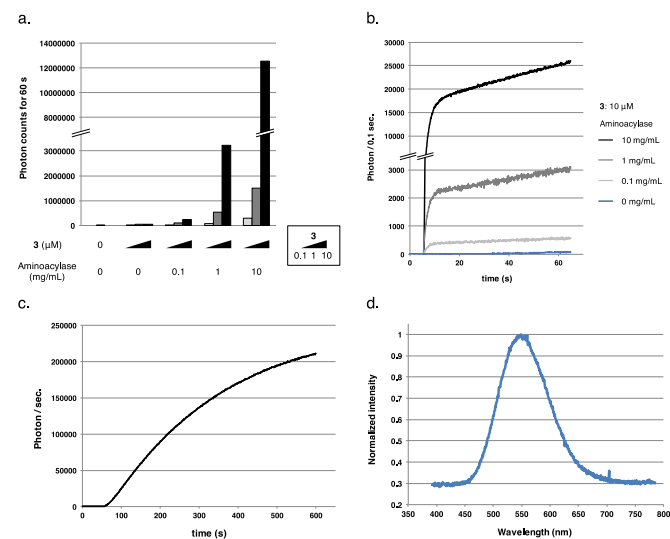 a.
Photon counts for 60 s
14000000
12000000
10000000
8000000
6000000
4000000
2000000
1000000
0
3 (µM)
0
Aminoacylase
(mg/mL)
0 0 0.1 1 10
3
0.1 1 10
b.
Photon / 0.1 sec.
30000
25000
20000
15000
10000
3000
2000
1000
0
0 20 40 60
time (s)
3: 10 µM
Aminoacylase
10 mg/mL
1 mg/mL
0.1 mg/mL
0 mg/mL
c.
Photon / sec.
250000
200000
150000
100000
50000
0
0 100 200 300 400 500 600
time (s)
d.
Normalized intensity
1
0.9
0.8
0.7
0.6
0.5
0.4
0.3
0.2
350 400 450 500 550 600 650 700 750 800
Wavelength (nm)